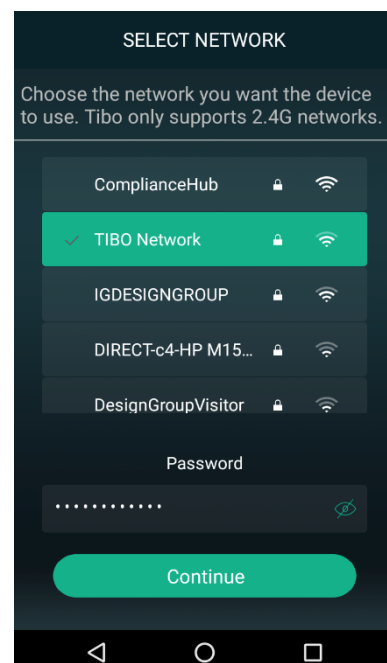 SELECT NETWORK
Choose the network you want the device
to use. Tibo only supports 2.4G networks.
ComplianceHub
TIBO Network
IGDESIGNGROUP
DIRECT-c4-HP M15...
DesignGroupVisitor
Password
••••••••••••
Continue